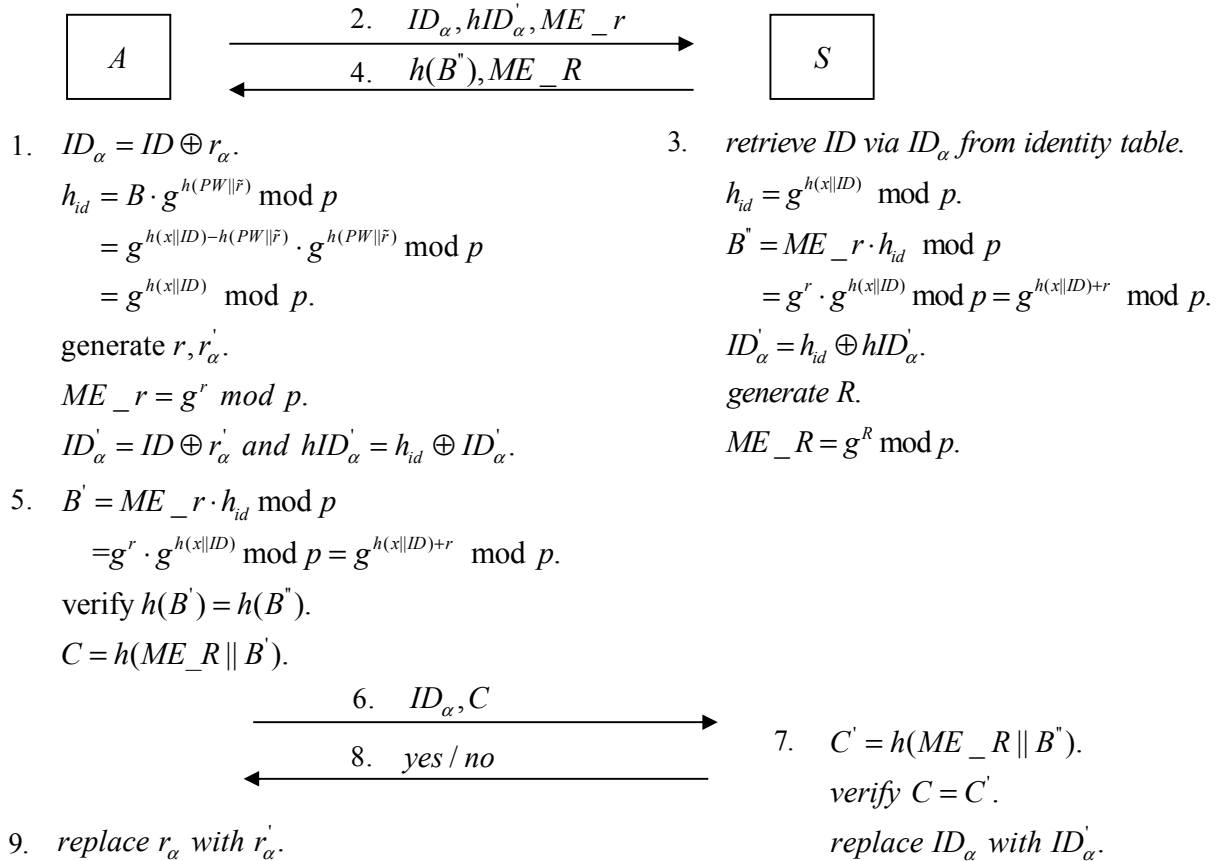 A
2. ID_α, hID'_α, ME_r
4. h(B"), ME_R
S
1. ID_α = ID ⊕ r_α.
h_id = B · g^{h(PW||r̃)} mod p
= g^{h(x||ID)−h(PW||r̃)} · g^{h(PW||r̃)} mod p
= g^{h(x||ID)} mod p.
generate r, r'_α.
ME_r = g^r mod p.
ID'_α = ID ⊕ r'_α and hID'_α = h_id ⊕ ID'_α.
3. retrieve ID via ID_α from identity table.
h_id = g^{h(x||ID)} mod p.
B" = ME_r · h_id mod p
= g^r · g^{h(x||ID)} mod p = g^{h(x||ID)+r} mod p.
ID'_α = h_id ⊕ hID'_α.
generate R.
ME_R = g^R mod p.
5. B' = ME_r · h_id mod p
=g^r · g^{h(x||ID)} mod p = g^{h(x||ID)+r} mod p.
verify h(B') = h(B").
C = h(ME_R || B').
6. ID_α, C
8. yes / no
7. C' = h(ME_R || B").
verify C = C'.
replace ID_α with ID'_α.
9. replace r_α with r'_α.